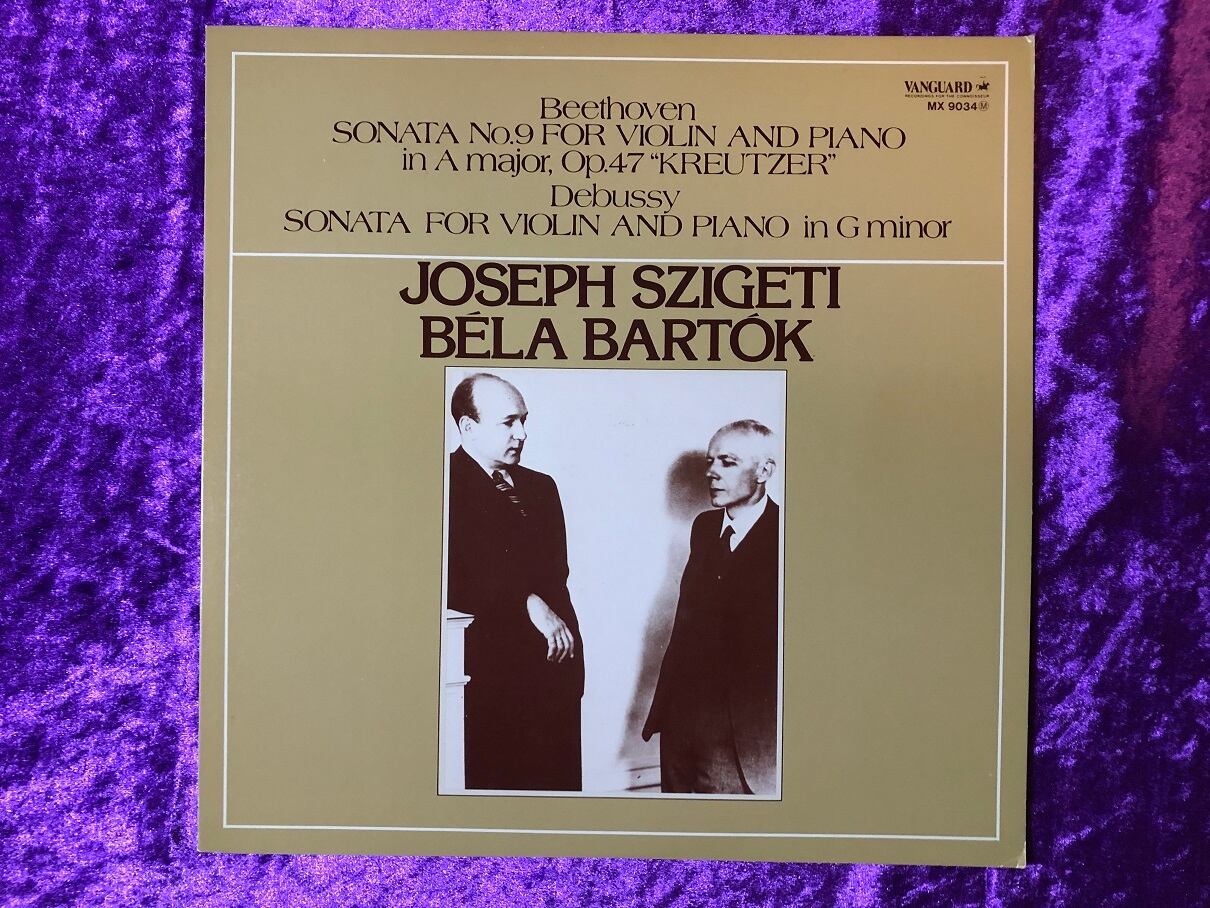 VANGUARD
RECORDINGS FOR THE CONNOISSEUR
MX 9034 Ⓜ
Beethoven
SONATA No.9 FOR VIOLIN AND PIANO
in A major, Op.47 “KREUTZER”
Debussy
SONATA FOR VIOLIN AND PIANO in G minor
JOSEPH SZIGETI
BÉLA BARTÓK